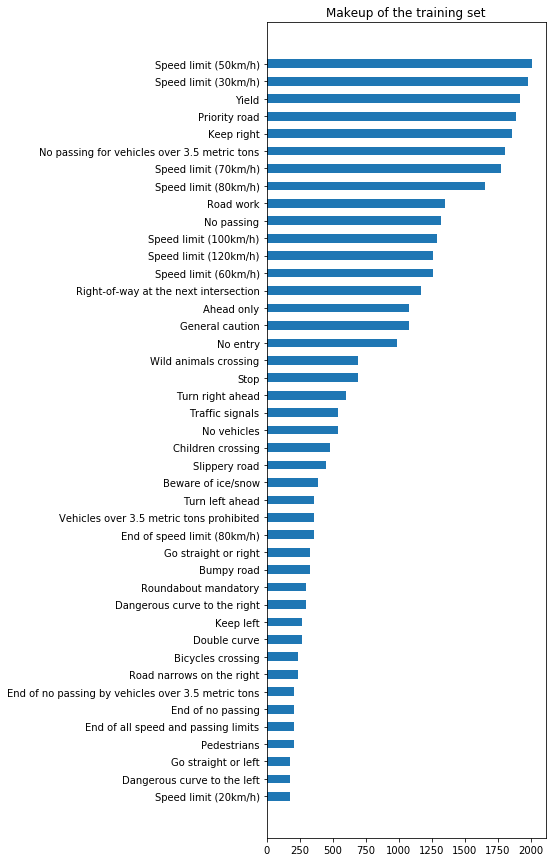 Makeup of the training set
Speed limit (50km/h)
Speed limit (30km/h)
Yield
Priority road
Keep right
No passing for vehicles over 3.5 metric tons
Speed limit (70km/h)
Speed limit (80km/h)
Road work
No passing
Speed limit (100km/h)
Speed limit (120km/h)
Speed limit (60km/h)
Right-of-way at the next intersection
Ahead only
General caution
No entry
Wild animals crossing
Stop
Turn right ahead
Traffic signals
No vehicles
Children crossing
Slippery road
Beware of ice/snow
Turn left ahead
Vehicles over 3.5 metric tons prohibited
End of speed limit (80km/h)
Go straight or right
Bumpy road
Roundabout mandatory
Dangerous curve to the right
Keep left
Double curve
Bicycles crossing
Road narrows on the right
End of no passing by vehicles over 3.5 metric tons
End of no passing
End of all speed and passing limits
Pedestrians
Go straight or left
Dangerous curve to the left
Speed limit (20km/h)
0 250 500 750 1000 1250 1500 1750 2000